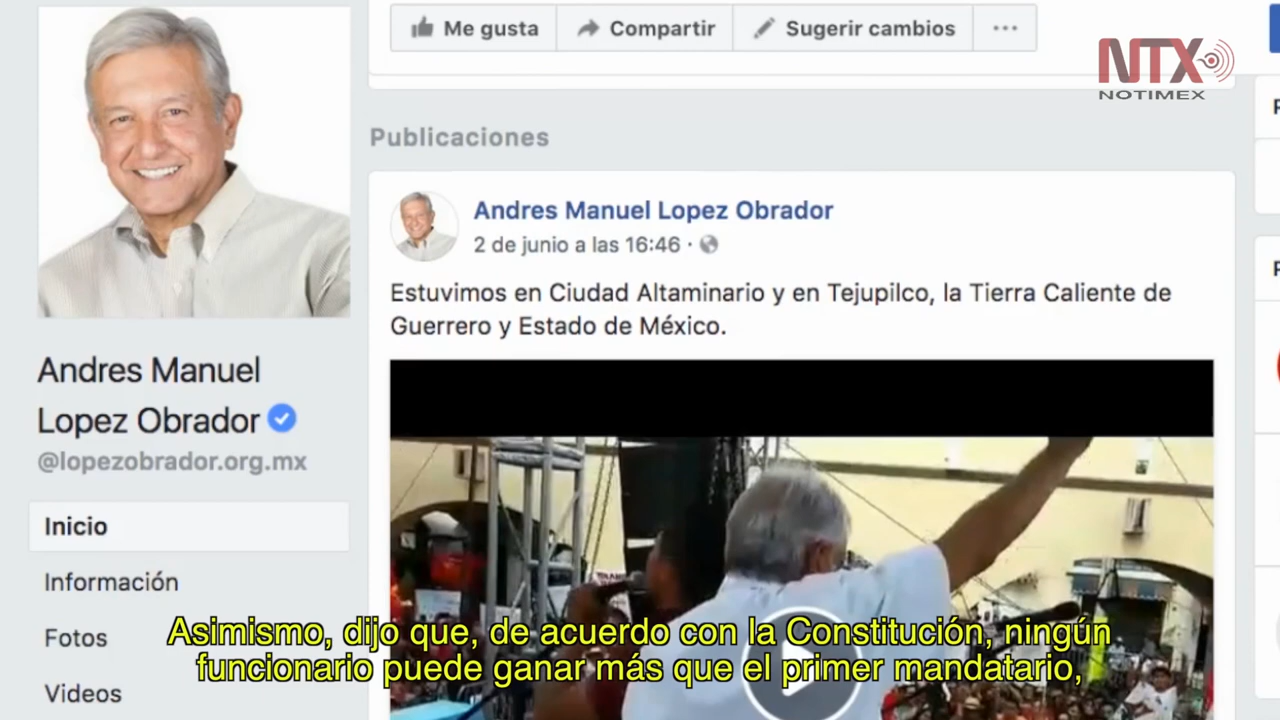 Me gusta
Compartir
Sugerir cambios
NTX
NOTIMEX
Publicaciones
Andres Manuel Lopez Obrador
2 de junio a las 16:46 ·
Estuvimos en Ciudad Altaminario y en Tejupilco, la Tierra Caliente de
Guerrero y Estado de México.
Andres Manuel
Lopez Obrador
@lopezobrador.org.mx
Inicio
Información
Fotos
Videos
Asimismo, dijo que, de acuerdo con la Constitución, ningún
funcionario puede ganar más que el primer mandatario,